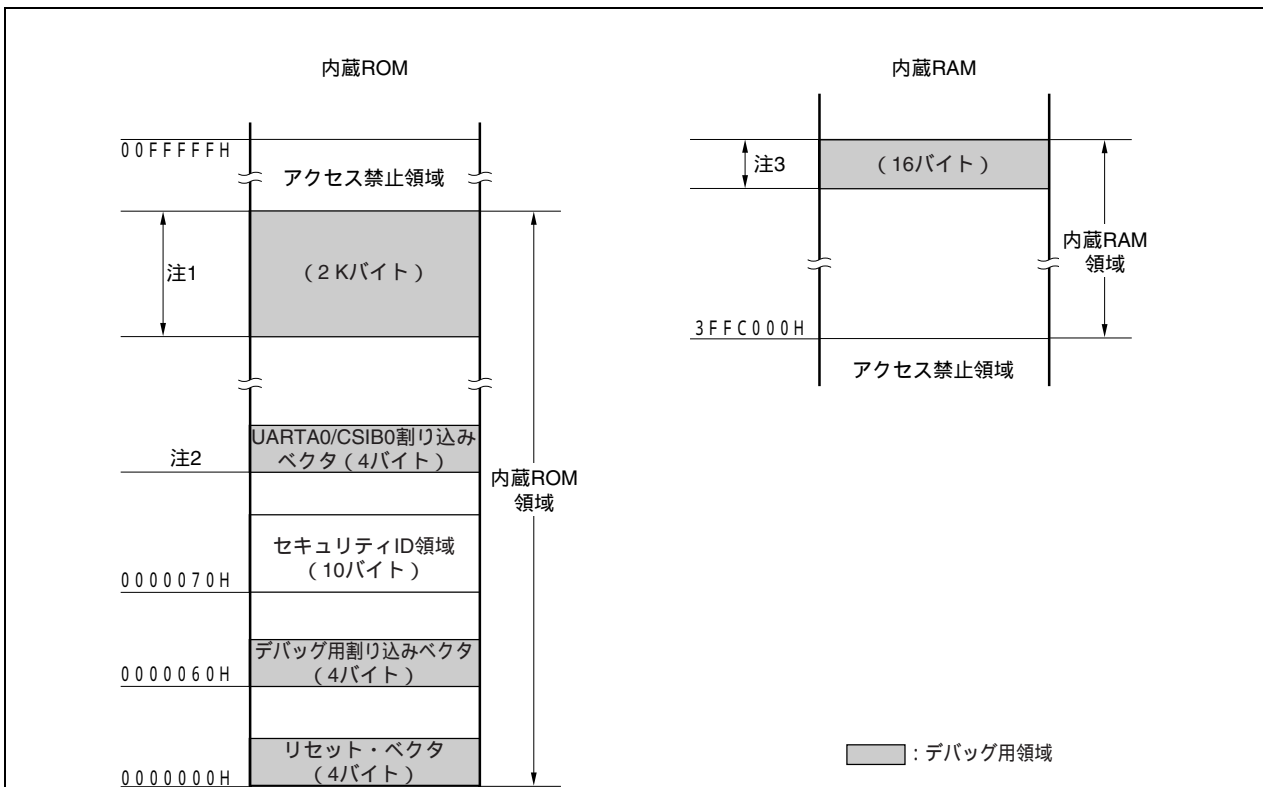 内蔵ROM
00FFFFFH
アクセス禁止領域
注1
（2 Kバイト）
UARTA0/CSIB0割り込み
ベクタ（4バイト）
注2
内蔵ROM
領域
セキュリティID領域
（10バイト）
0000070H
デバッグ用割り込みベクタ
（4バイト）
0000060H
リセット・ベクタ
（4バイト）
0000000H
内蔵RAM
注3
（16バイト）
内蔵RAM
領域
3FFC000H
アクセス禁止領域
：デバッグ用領域